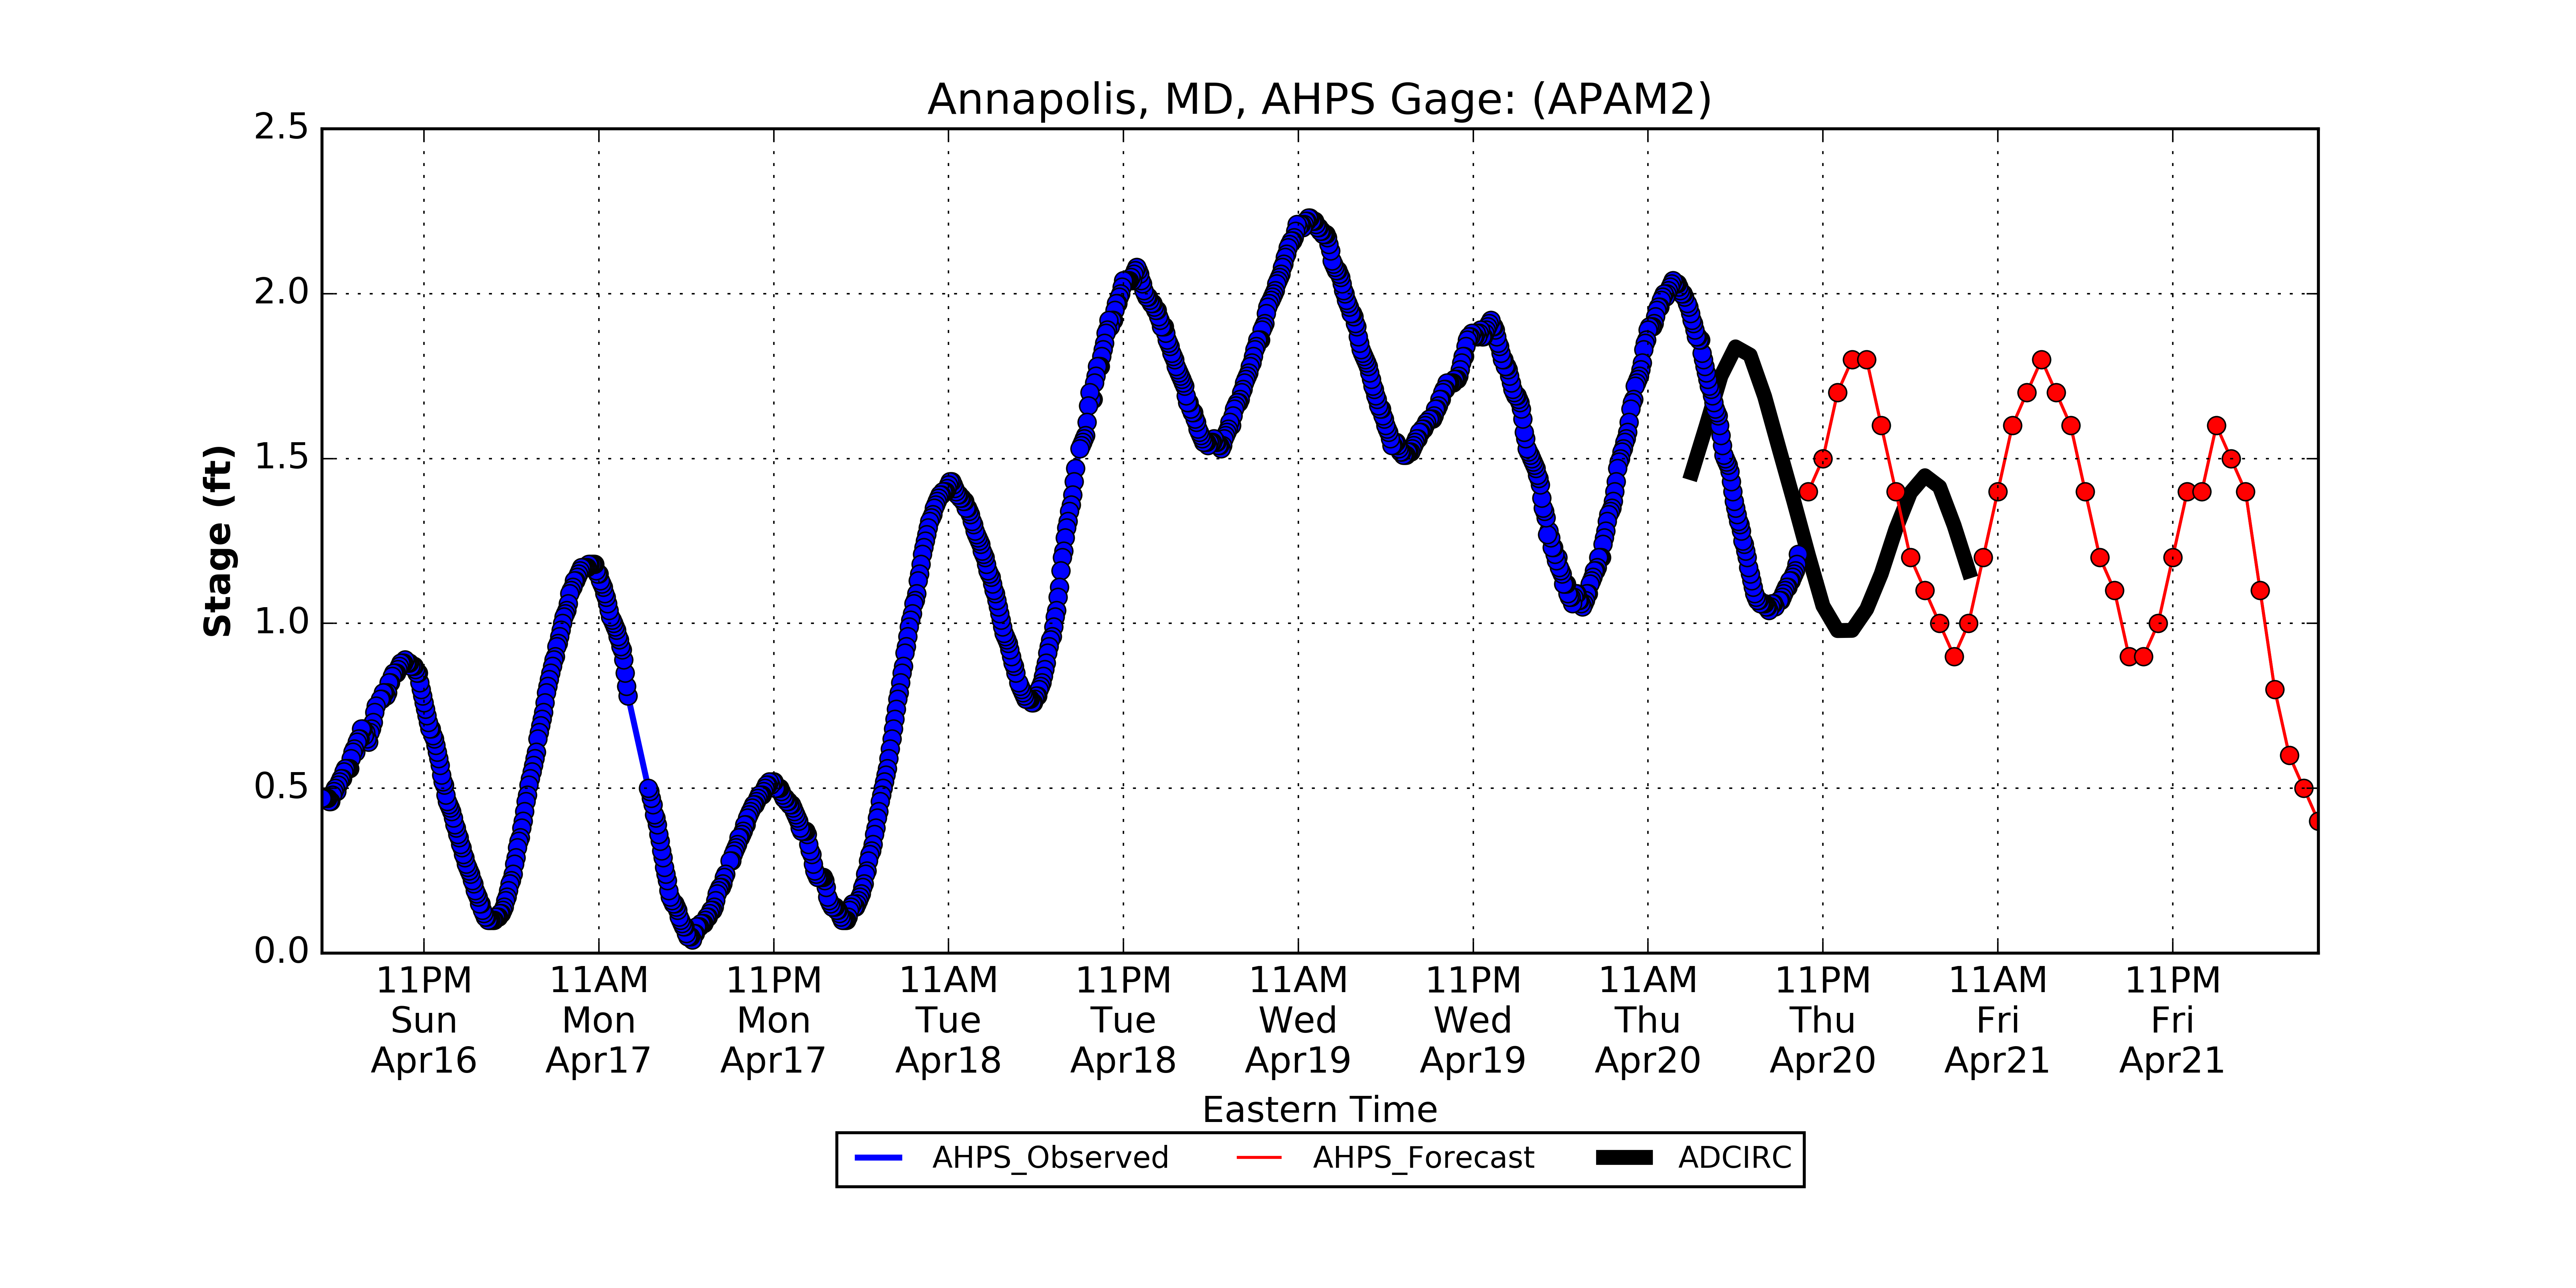 Annapolis, MD, AHPS Gage: (APAM2)
2.5
2.0
1.5
1.0
0.5
0.0
Stage (ft)
11PM 11AM 11PM 11AM 11PM 11AM 11PM 11AM 11PM 11AM 11PM
Sun Mon Mon Tue Tue Wed Wed Thu Thu Fri Fri
Apr16 Apr17 Apr17 Apr18 Apr18 Apr19 Apr19 Apr20 Apr20 Apr21 Apr21
Eastern Time
AHPS_Observed AHPS_Forecast ADCIRC